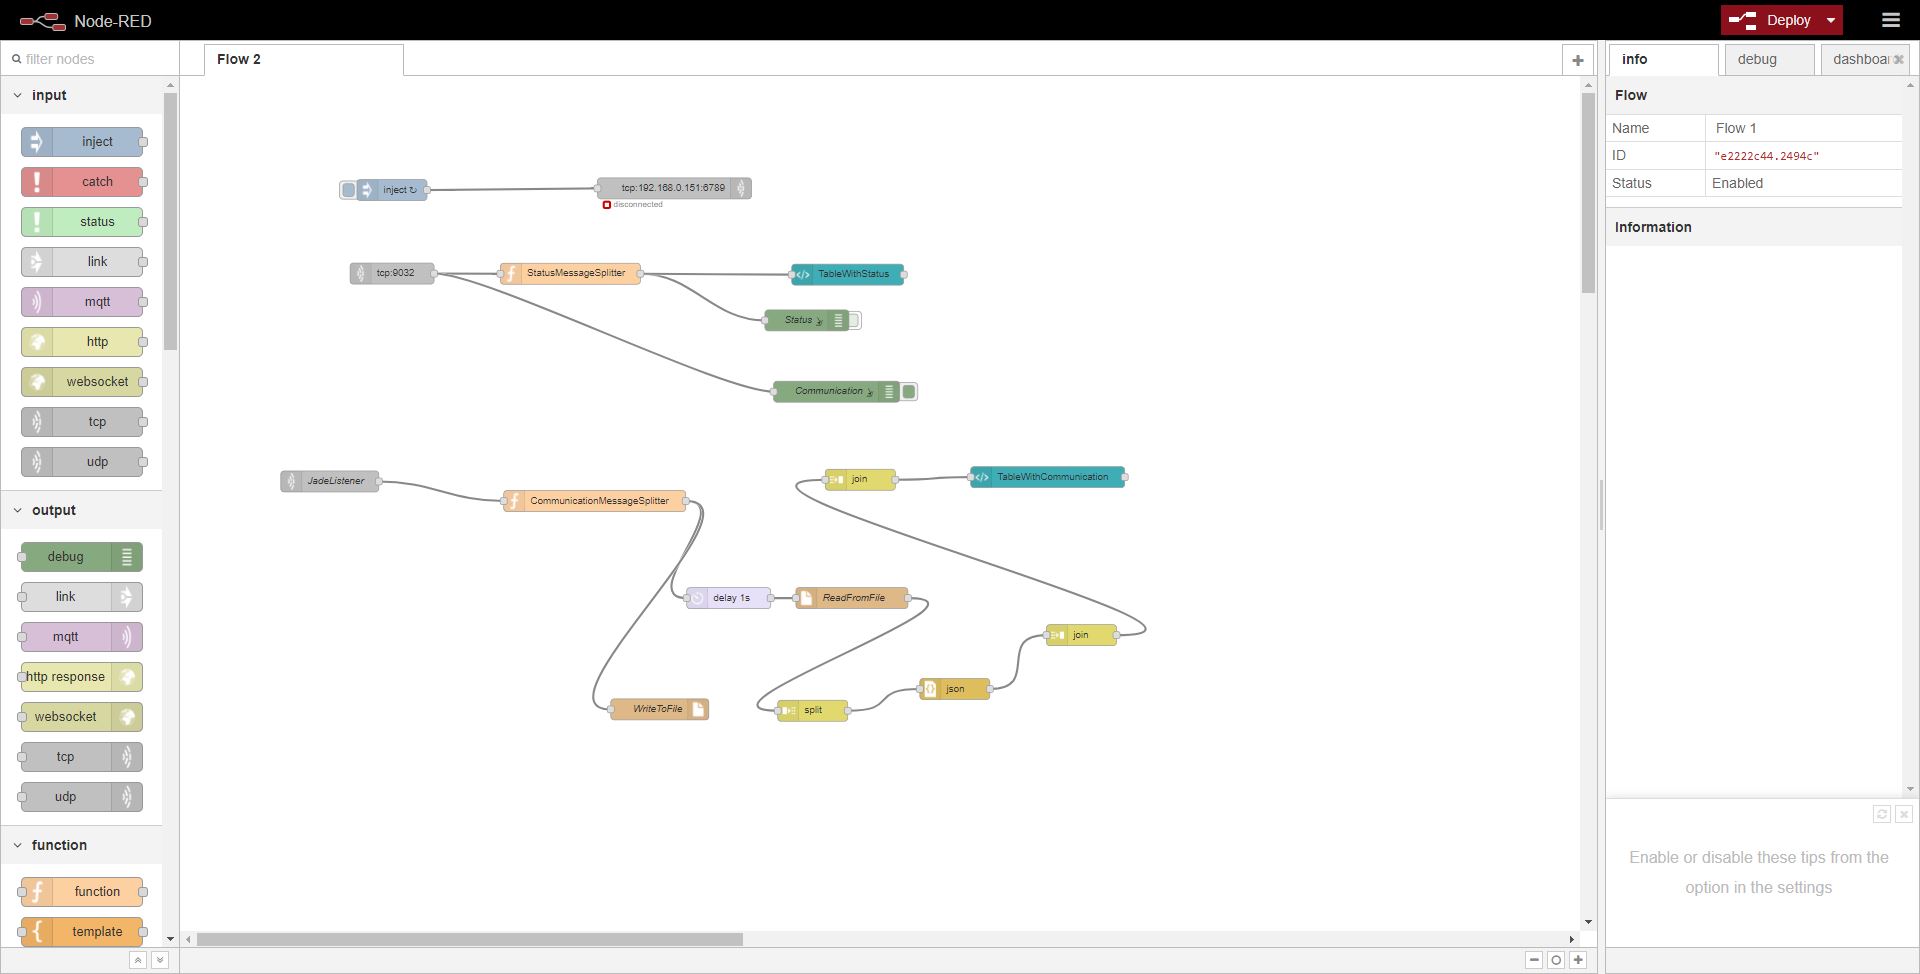 Node-RED
Deploy
filter nodes
Flow 2
info
debug
dashboar
input
inject
catch
status
link
mqtt
http
websocket
tcp
udp
output
debug
link
mqtt
http response
websocket
tcp
udp
function
function
template
inject ↻
tcp:192.168.0.151:6789
disconnected
tcp:9032
StatusMessageSplitter
TableWithStatus
Status
Communication
JadeListener
CommunicationMessageSplitter
join
TableWithCommunication
delay 1s
ReadFromFile
join
WriteToFile
split
json
Flow
Name Flow 1
ID "e2222c44.2494c"
Status Enabled
Information
Enable or disable these tips from the
option in the settings